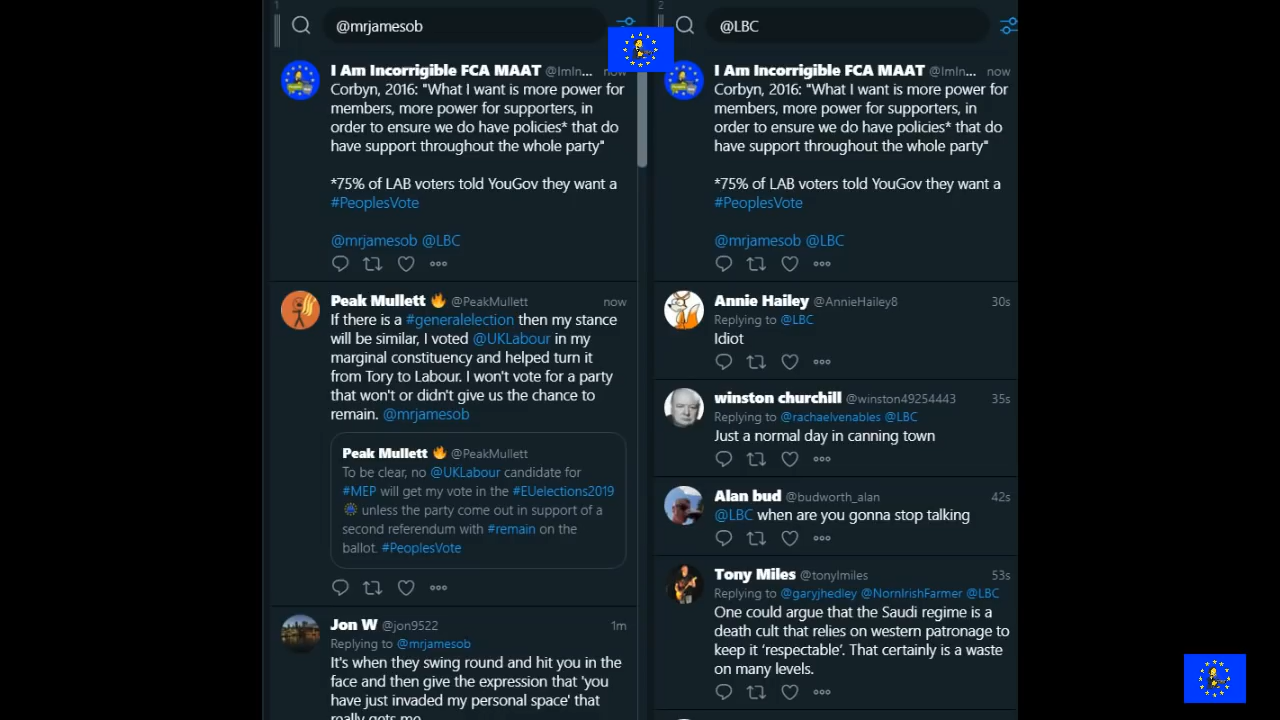 1
@mrjamesob
I Am Incorrigible FCA MAAT @ImIn... now
Corbyn, 2016: "What I want is more power for
members, more power for supporters, in
order to ensure we do have policies* that do
have support throughout the whole party"
*75% of LAB voters told YouGov they want a
#PeoplesVote
@mrjamesob @LBC
Peak Mullett @PeakMullett now
If there is a #generalelection then my stance
will be similar, I voted @UKLabour in my
marginal constituency and helped turn it
from Tory to Labour. I won't vote for a party
that won't or didn't give us the chance to
remain. @mrjamesob
Peak Mullett @PeakMullett
To be clear, no @UKLabour candidate for
#MEP will get my vote in the #EUelections2019
unless the party come out in support of a
second referendum with #remain on the
ballot. #PeoplesVote
Jon W @jon9522 1m
Replying to @mrjamesob
It's when they swing round and hit you in the
face and then give the expression that 'you
have just invaded my personal space' that
really gets me
2
@LBC
I Am Incorrigible FCA MAAT @ImIn... now
Corbyn, 2016: "What I want is more power for
members, more power for supporters, in
order to ensure we do have policies* that do
have support throughout the whole party"
*75% of LAB voters told YouGov they want a
#PeoplesVote
@mrjamesob @LBC
Annie Hailey @AnnieHailey8 30s
Replying to @LBC
Idiot
winston churchill @winston49254443 35s
Replying to @rachaelvenables @LBC
Just a normal day in canning town
Alan bud @budworth_alan 42s
@LBC when are you gonna stop talking
Tony Miles @tonylmiles 53s
Replying to @garyjhedley @NornIrishFarmer @LBC
One could argue that the Saudi regime is a
death cult that relies on western patronage to
keep it 'respectable'. That certainly is a waste
on many levels.